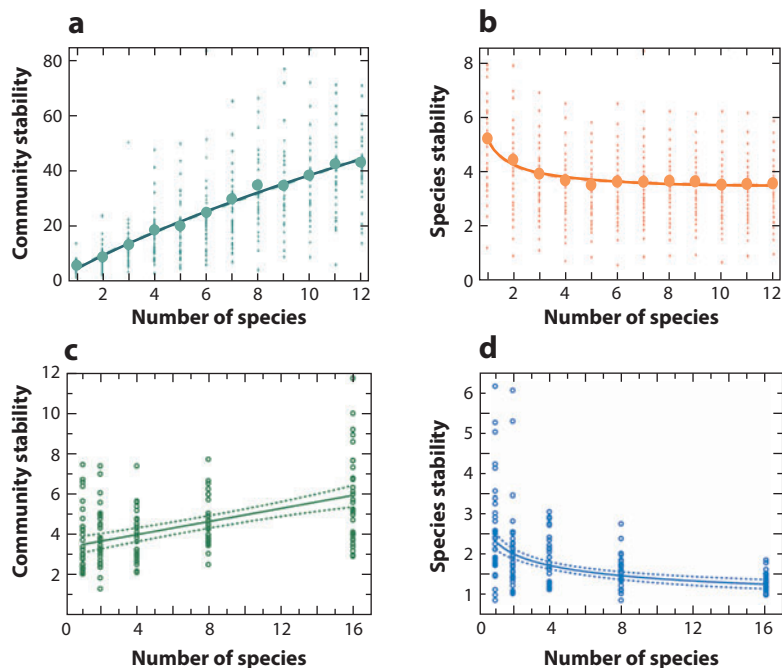 a
80
60
40
20
0
Community stability
2 4 6 8 10 12
Number of species
b
8
6
4
2
0
Species stability
2 4 6 8 10 12
Number of species
c
12
10
8
6
4
2
0 4 8 12 16
Community stability
Number of species
d
6
5
4
3
2
1
0 4 8 12 16
Species stability
Number of species